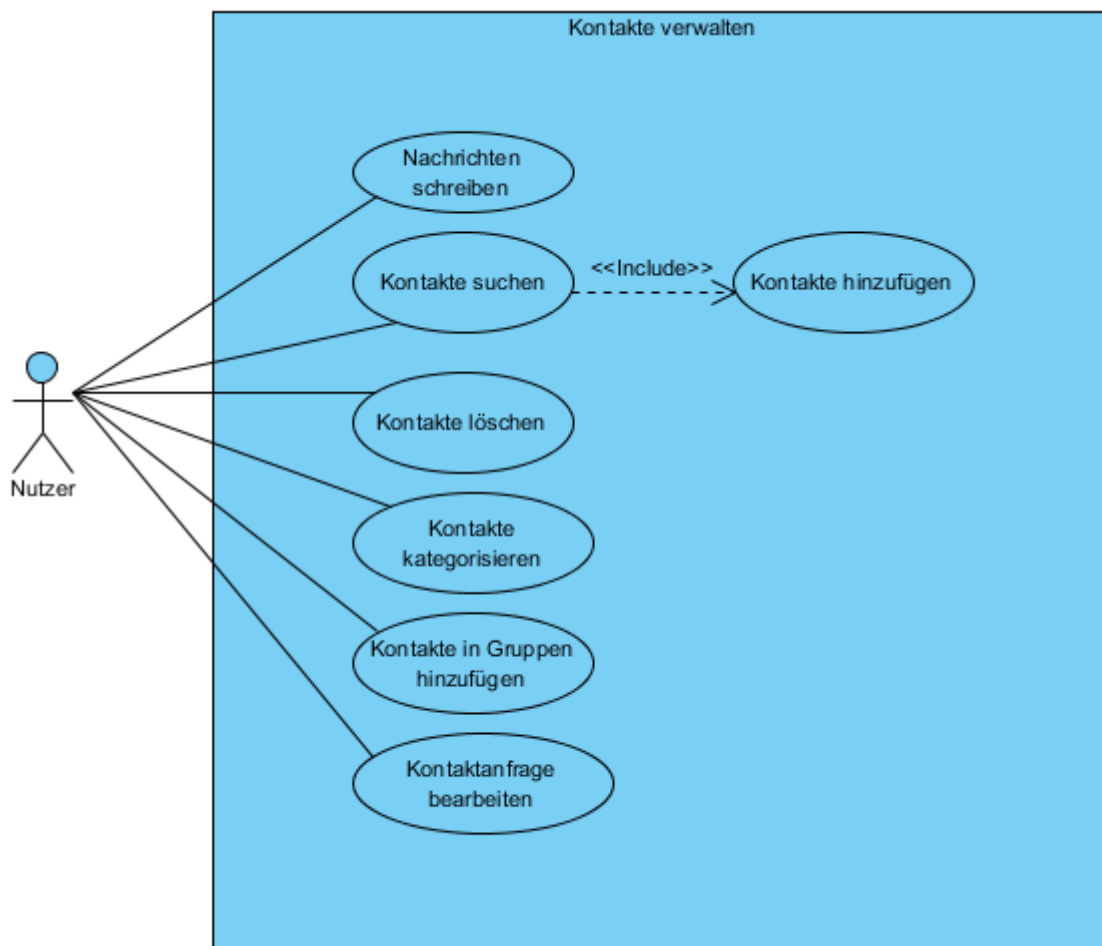 Kontakte verwalten
Nachrichten
schreiben
Kontakte suchen
<<Include>>
Kontakte hinzufügen
Kontakte löschen
Nutzer
Kontakte
kategorisieren
Kontakte in Gruppen
hinzufügen
Kontaktanfrage
bearbeiten